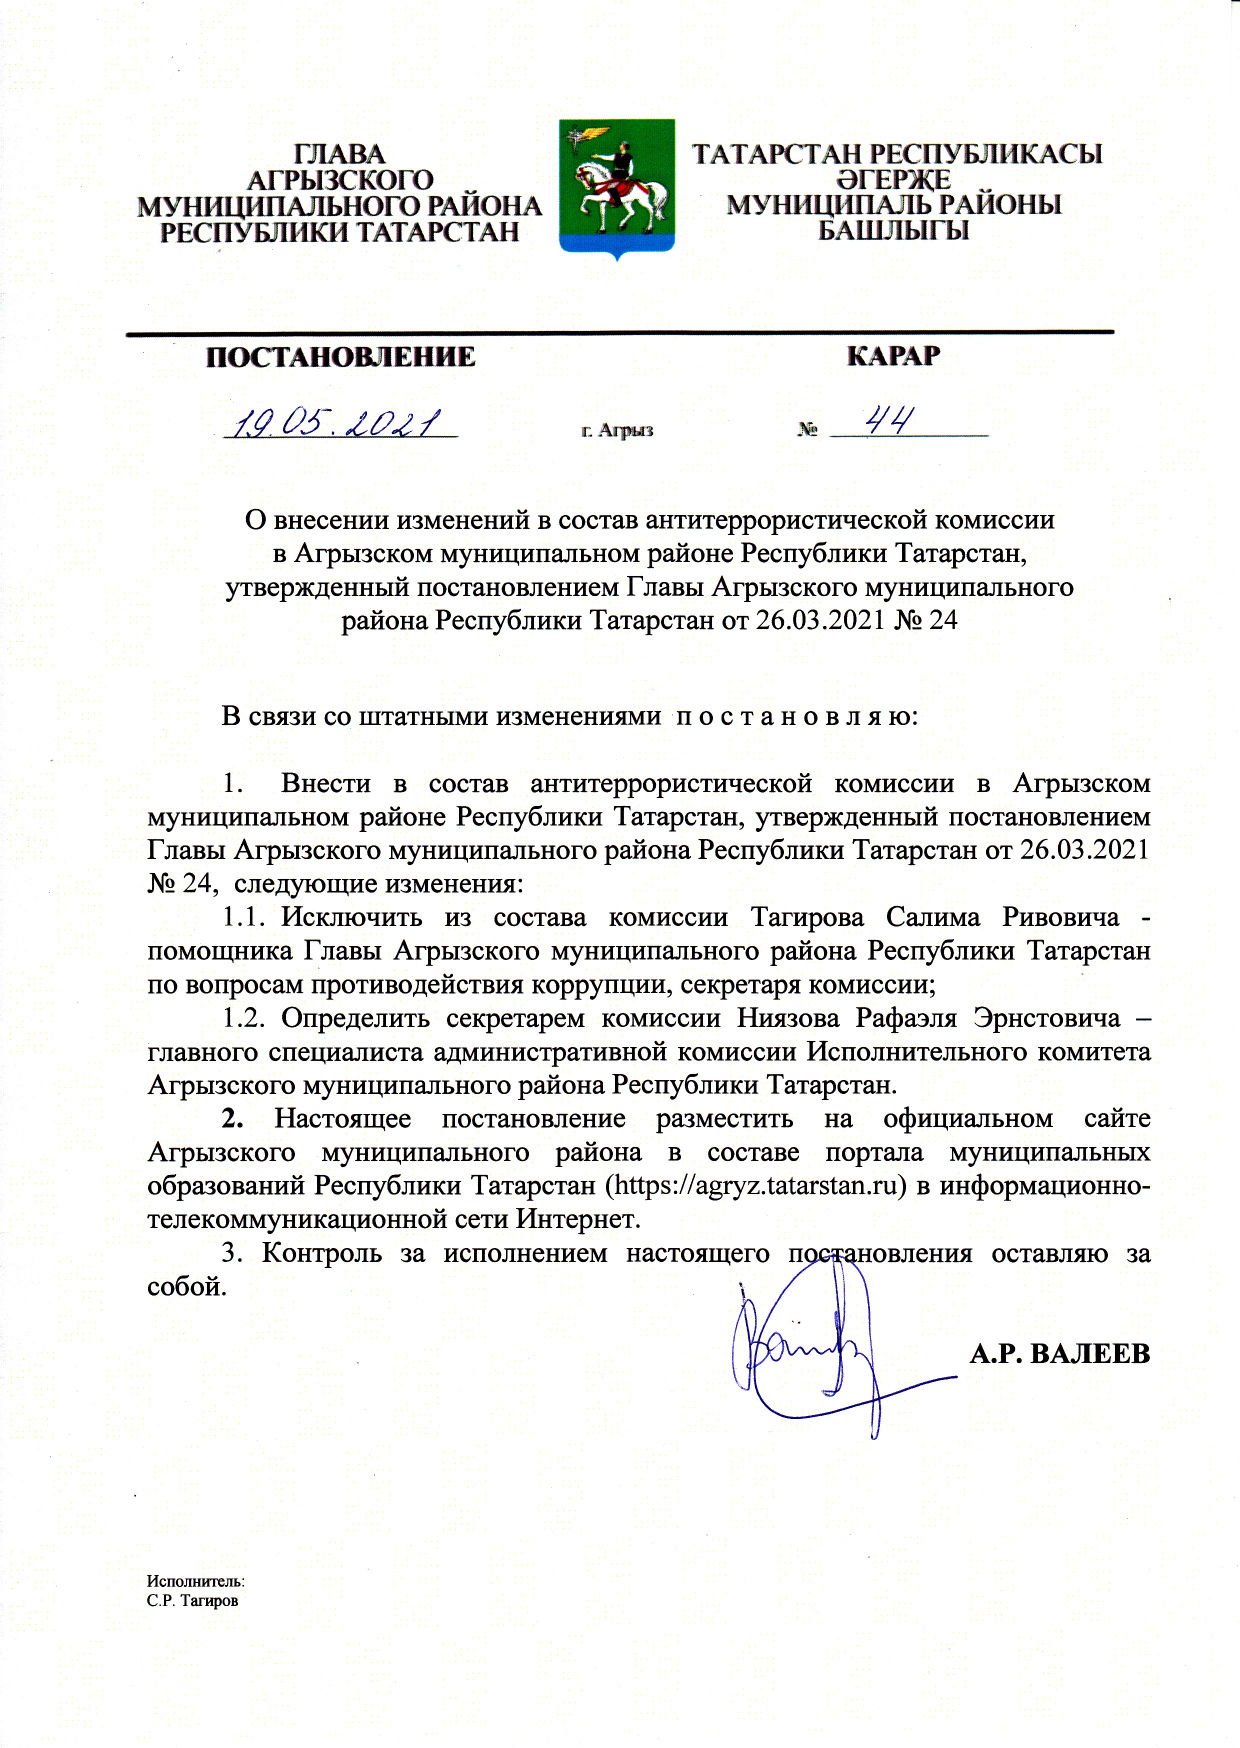 ГЛАВА
АГРЫЗСКОГО
МУНИЦИПАЛЬНОГО РАЙОНА
РЕСПУБЛИКИ ТАТАРСТАН
ТАТАРСТАН РЕСПУБЛИКАСЫ
ӘГЕРҖЕ
МУНИЦИПАЛЬ РАЙОНЫ
БАШЛЫГЫ
ПОСТАНОВЛЕНИЕ КАРАР
19.05.2021 г. Агрыз № 44
О внесении изменений в состав антитеррористической комиссии
в Агрызском муниципальном районе Республики Татарстан,
утвержденный постановлением Главы Агрызского муниципального
района Республики Татарстан от 26.03.2021 № 24
В связи со штатными изменениями п о с т а н о в л я ю:
1. Внести в состав антитеррористической комиссии в Агрызском
муниципальном районе Республики Татарстан, утвержденный постановлением
Главы Агрызского муниципального района Республики Татарстан от 26.03.2021
№ 24, следующие изменения:
1.1. Исключить из состава комиссии Тагирова Салима Ривовича -
помощника Главы Агрызского муниципального района Республики Татарстан
по вопросам противодействия коррупции, секретаря комиссии;
1.2. Определить секретарем комиссии Ниязова Рафаэля Эрнстовича –
главного специалиста административной комиссии Исполнительного комитета
Агрызского муниципального района Республики Татарстан.
2. Настоящее постановление разместить на официальном сайте
Агрызского муниципального района в составе портала муниципальных
образований Республики Татарстан (https://agryz.tatarstan.ru) в информационно-
телекоммуникационной сети Интернет.
3. Контроль за исполнением настоящего постановления оставляю за
собой.
А.Р. ВАЛЕЕВ
Исполнитель:
С.Р. Тагиров